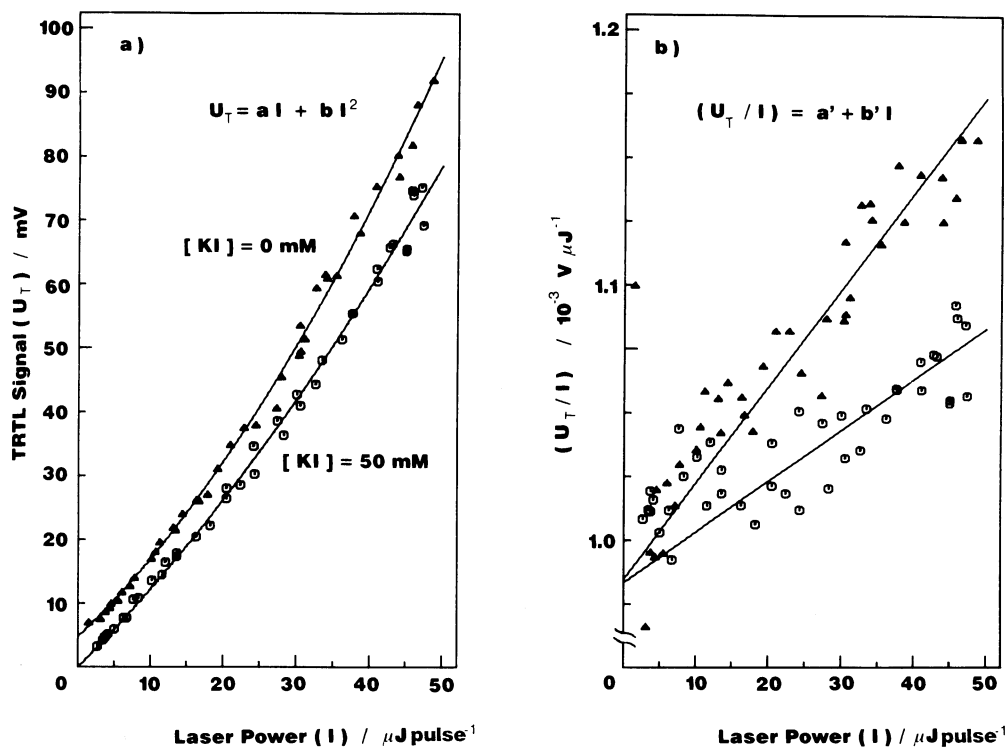 a)
U_T = a I + b I²
[ KI ] = 0 mM
[ KI ] = 50 mM
TRTL Signal ( U_T ) / mV
100
90
80
70
60
50
40
30
20
10
0
0 10 20 30 40 50
Laser Power ( I ) / μJ pulse⁻¹
b)
( U_T / I ) = a' + b' I
( U_T / I ) / 10⁻³ V μJ⁻¹
1.2
1.1
1.0
0
0 10 20 30 40 50
Laser Power ( I ) / μJ pulse⁻¹